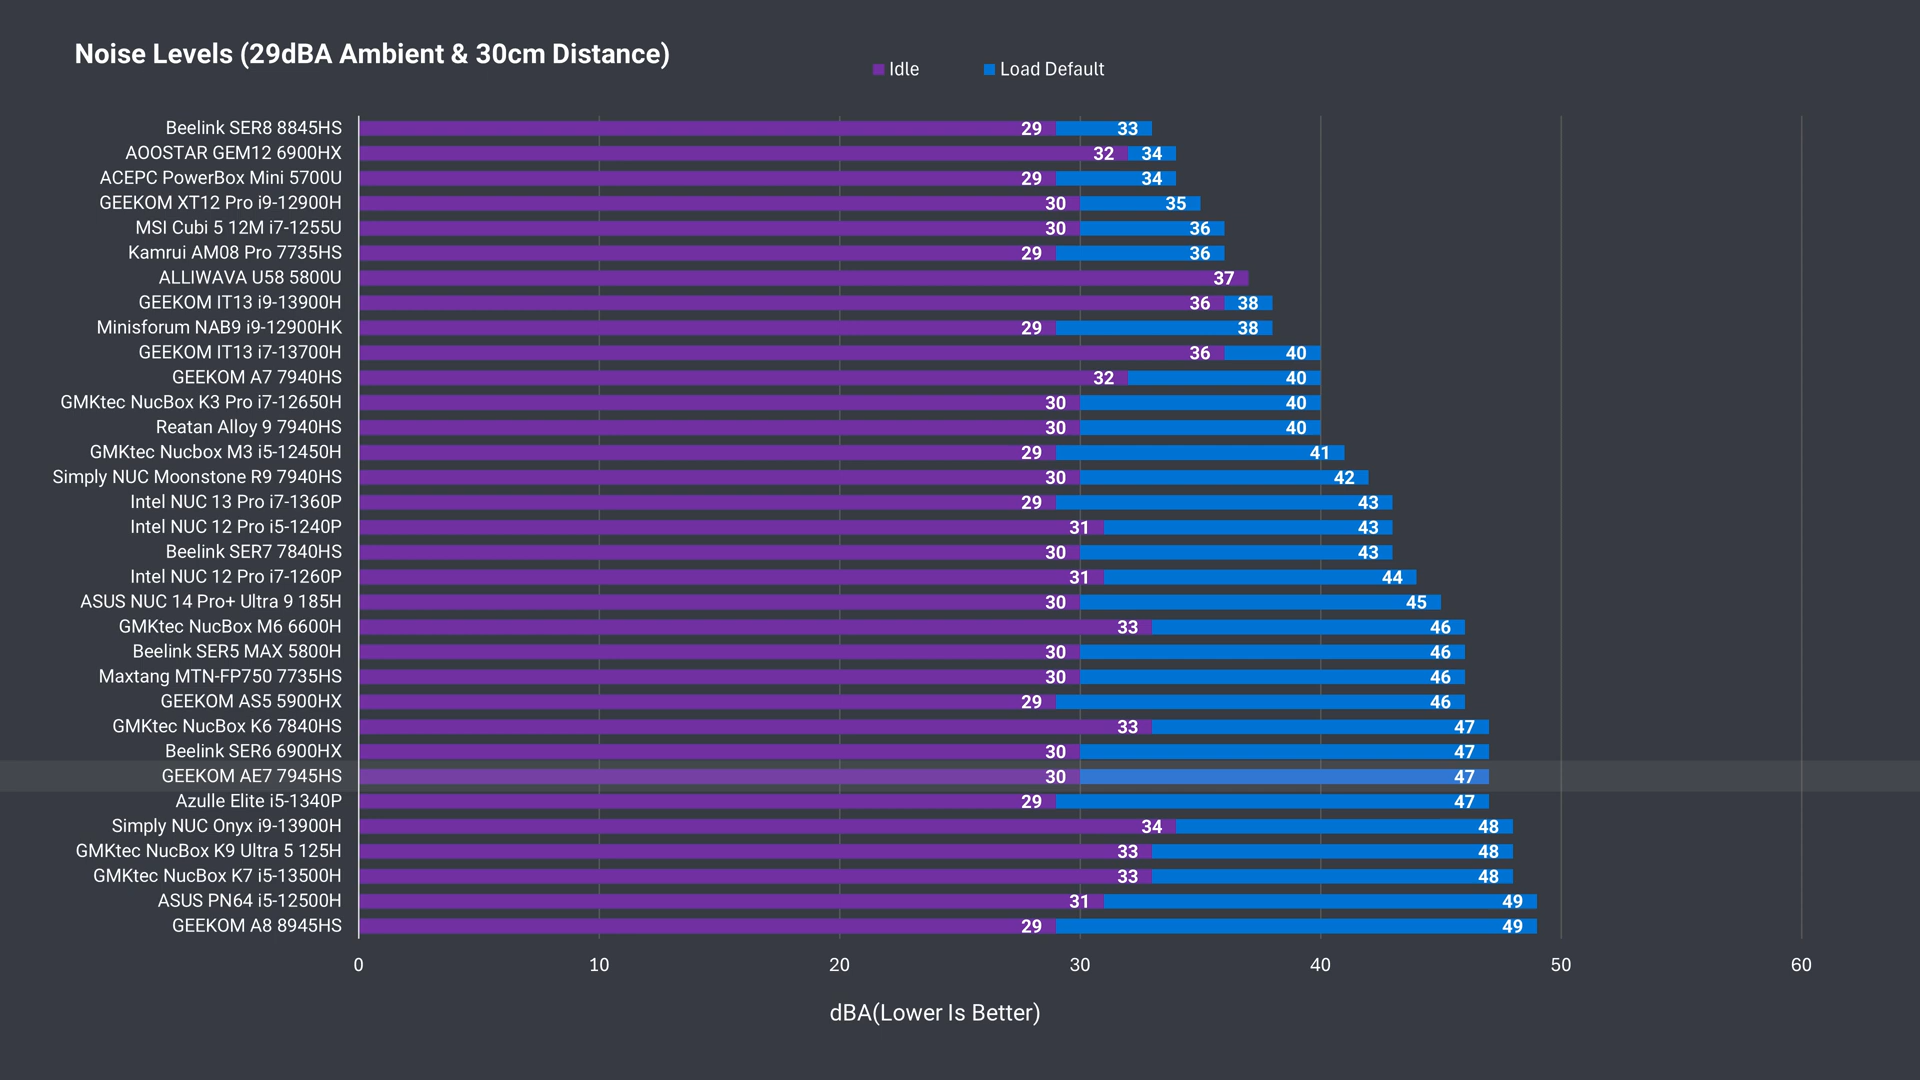 Noise Levels (29dBA Ambient & 30cm Distance)
Idle Load Default
Beelink SER8 8845HS 29 33
AOOSTAR GEM12 6900HX 32 34
ACEPC PowerBox Mini 5700U 29 34
GEEKOM XT12 Pro i9-12900H 30 35
MSI Cubi 5 12M i7-1255U 30 36
Kamrui AM08 Pro 7735HS 29 36
ALLIWAVA U58 5800U 37
GEEKOM IT13 i9-13900H 36 38
Minisforum NAB9 i9-12900HK 29 38
GEEKOM IT13 i7-13700H 36 40
GEEKOM A7 7940HS 32 40
GMKtec NucBox K3 Pro i7-12650H 30 40
Reatan Alloy 9 7940HS 30 40
GMKtec Nucbox M3 i5-12450H 29 41
Simply NUC Moonstone R9 7940HS 30 42
Intel NUC 13 Pro i7-1360P 29 43
Intel NUC 12 Pro i5-1240P 31 43
Beelink SER7 7840HS 30 43
Intel NUC 12 Pro i7-1260P 31 44
ASUS NUC 14 Pro+ Ultra 9 185H 30 45
GMKtec NucBox M6 6600H 33 46
Beelink SER5 MAX 5800H 30 46
Maxtang MTN-FP750 7735HS 30 46
GEEKOM AS5 5900HX 29 46
GMKtec NucBox K6 7840HS 33 47
Beelink SER6 6900HX 30 47
GEEKOM AE7 7945HS 30 47
Azulle Elite i5-1340P 29 47
Simply NUC Onyx i9-13900H 34 48
GMKtec NucBox K9 Ultra 5 125H 33 48
GMKtec NucBox K7 i5-13500H 33 48
ASUS PN64 i5-12500H 31 49
GEEKOM A8 8945HS 29 49
0 10 20 30 40 50 60
dBA(Lower Is Better)